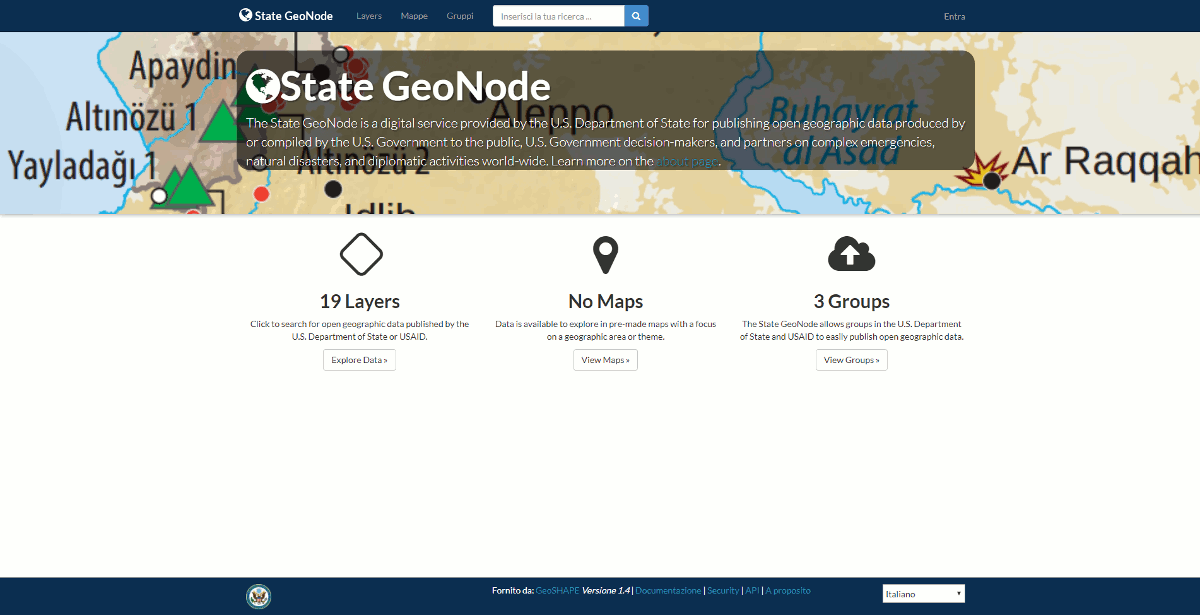 State GeoNode
Layers
Mappe
Gruppi
Inserisci la tua ricerca ...
Entra
Apaydin
Altınözü 1
Yayladağı 1
Altınözü 2
Idlib
Aleppo
Buhayrat
al Asad
Ar Raqqah
State GeoNode
The State GeoNode is a digital service provided by the U.S. Department of State for publishing open geographic data produced by
or compiled by the U.S. Government to the public, U.S. Government decision-makers, and partners on complex emergencies,
natural disasters, and diplomatic activities world-wide. Learn more on the about page.
19 Layers
Click to search for open geographic data published by the
U.S. Department of State or USAID.
Explore Data »
No Maps
Data is available to explore in pre-made maps with a focus
on a geographic area or theme.
View Maps »
3 Groups
The State GeoNode allows groups in the U.S. Department
of State and USAID to easily publish open geographic data.
View Groups »
Fornito da: GeoSHAPE Versione 1.4 | Documentazione | Security | API | A proposito
Italiano